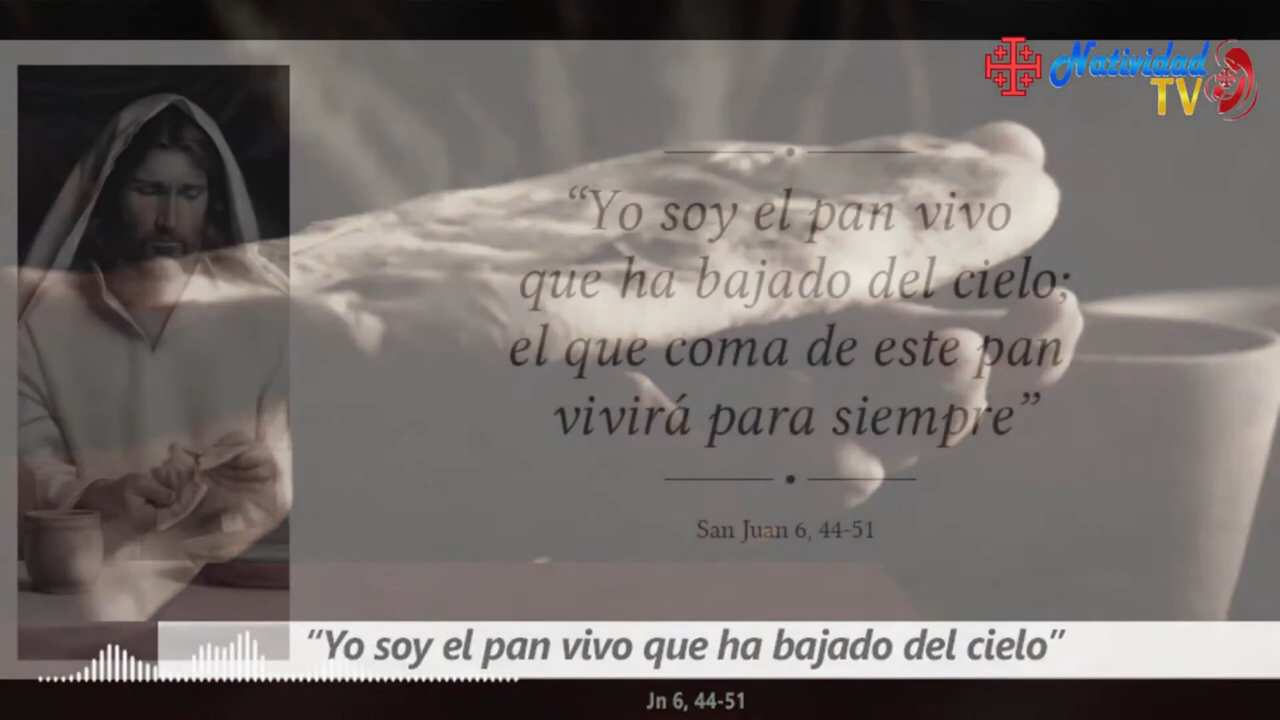 Natividad
TV
“Yo soy el pan vivo
que ha bajado del cielo;
el que coma de este pan
vivirá para siempre”
San Juan 6, 44-51
“Yo soy el pan vivo que ha bajado del cielo”
Jn 6, 44-51